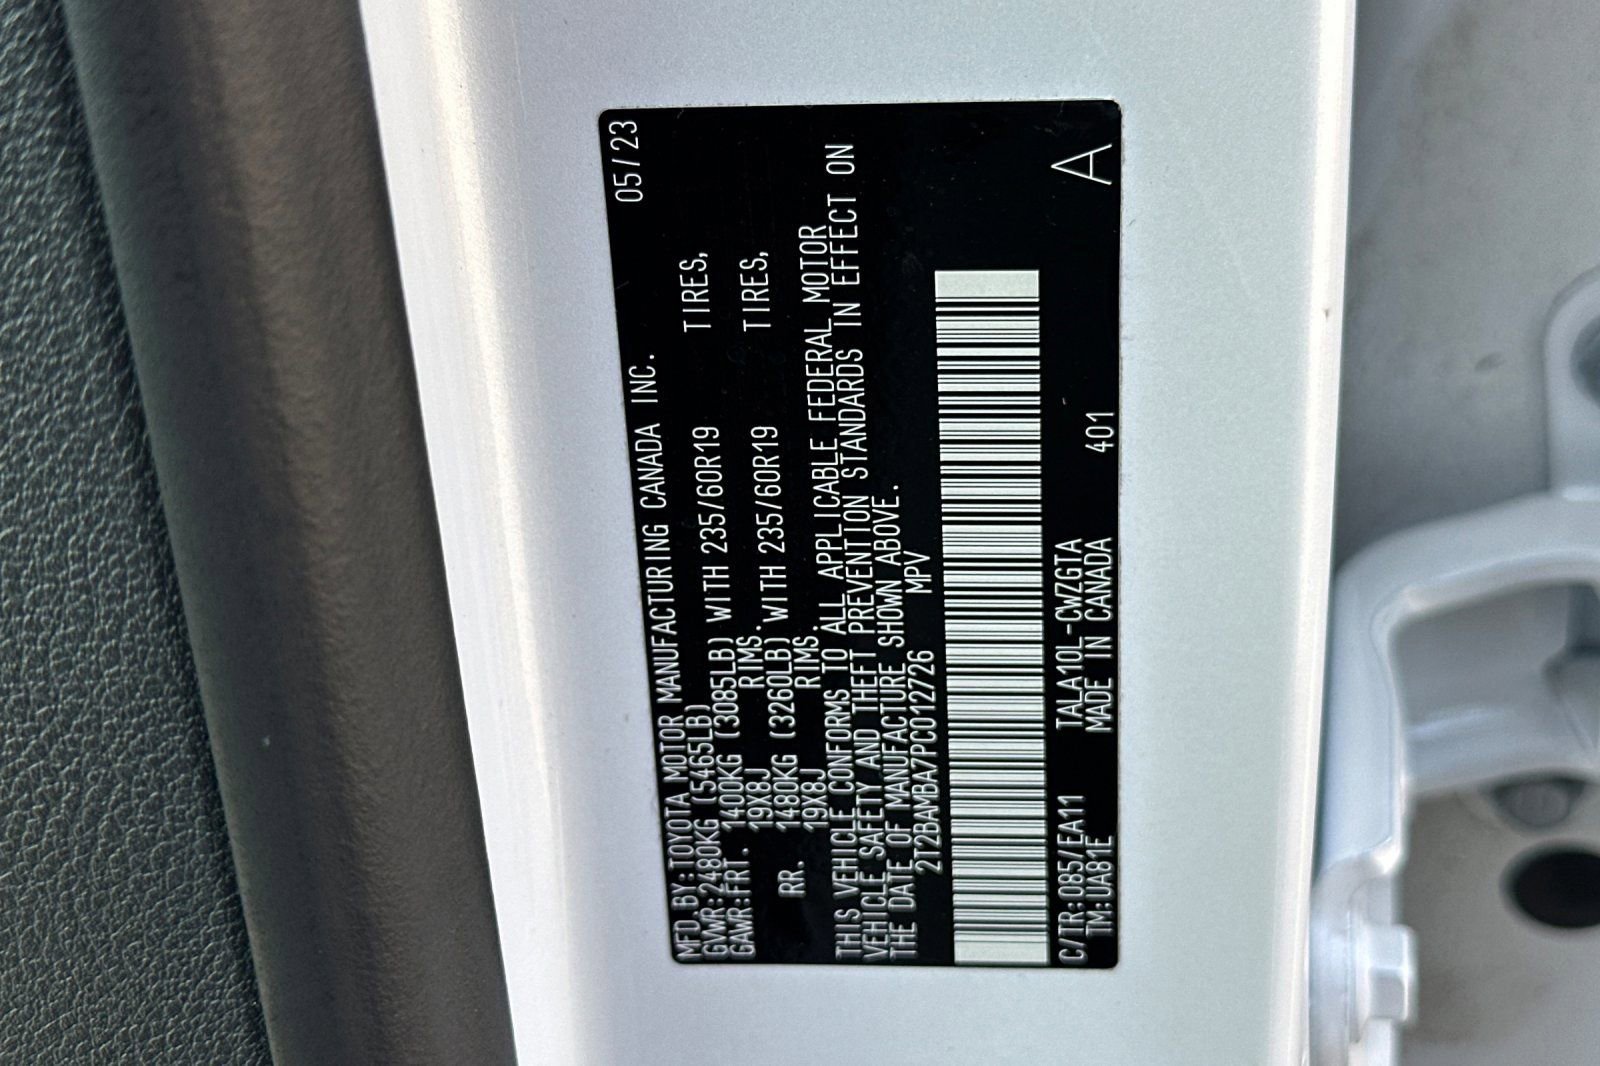 MFD.BY:TOYOTA MOTOR MANUFACTURING CANADA INC. 05/23
GVWR:2480KG (5465LB)
GAWR:FRT. 1400KG (3085LB) WITH 235/60R19 TIRES,
19X8J RIMS.
RR. 1480KG (3260LB) WITH 235/60R19 TIRES,
19X8J RIMS.
THIS VEHICLE CONFORMS TO ALL APPLICABLE FEDERAL MOTOR
VEHICLE SAFETY AND THEFT PREVENTION STANDARDS IN EFFECT ON
THE DATE OF MANUFACTURE SHOWN ABOVE.
2T2BAMBA7PC012726 MPV
C/TR:085/EA11 TALA10L-CWZGTA 401 A
TM:UA81E MADE IN CANADA